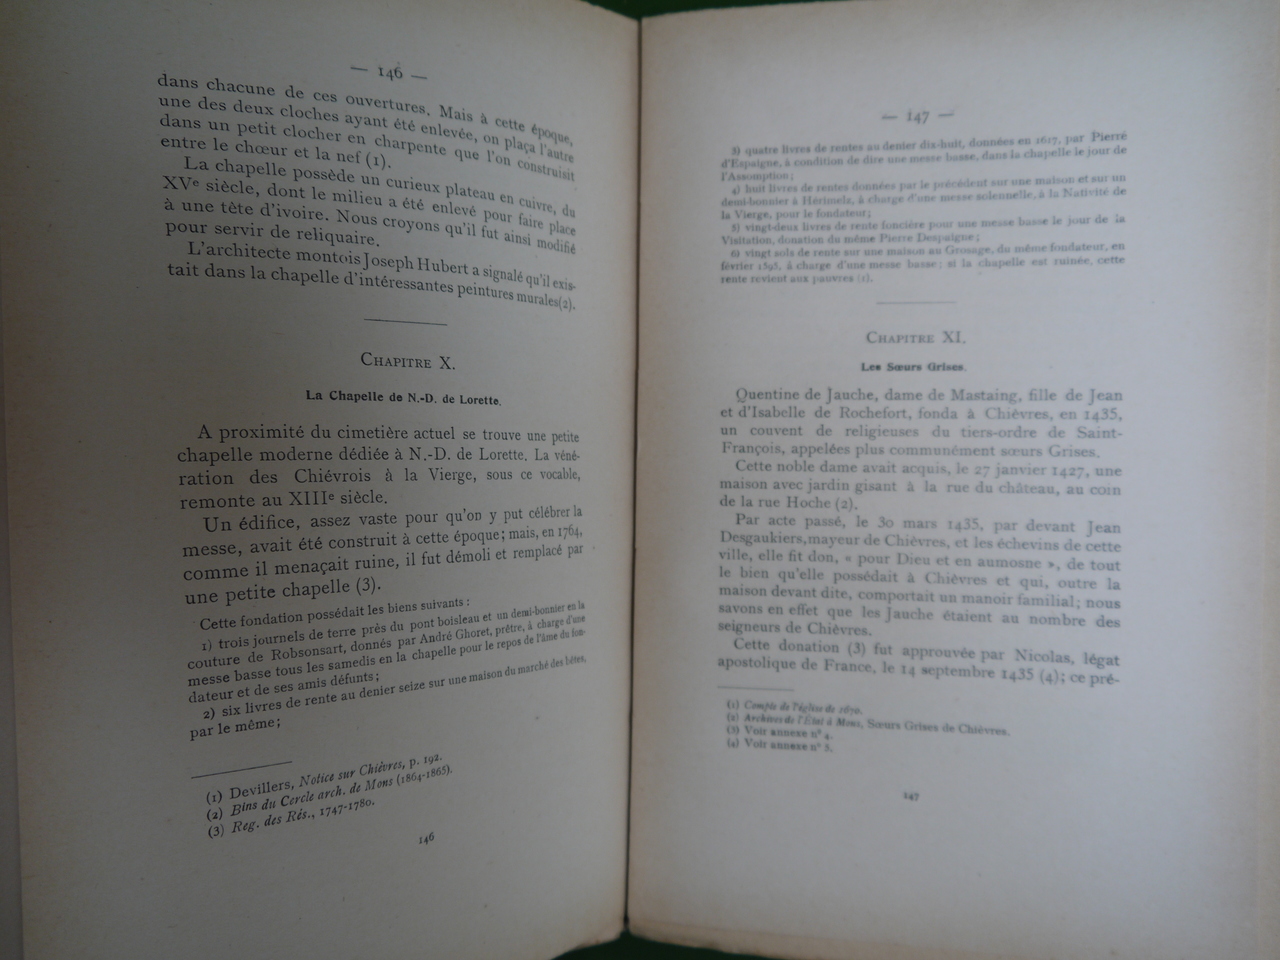 — 146 —
dans chacune de ces ouvertures. Mais à cette époque,
une des deux cloches ayant été enlevée, on plaça l'autre
dans un petit clocher en charpente que l'on construisit
entre le chœur et la nef (1).
La chapelle possède un curieux plateau en cuivre, du
XVe siècle, dont le milieu a été enlevé pour faire place
à une tête d'ivoire. Nous croyons qu'il fut ainsi modifié
pour servir de reliquaire.
L'architecte montois Joseph Hubert a signalé qu'il exis-
tait dans la chapelle d'intéressantes peintures murales(2).
CHAPITRE X.
La Chapelle de N.-D. de Lorette.
A proximité du cimetière actuel se trouve une petite
chapelle moderne dédiée à N.-D. de Lorette. La véné-
ration des Chiévrois à la Vierge, sous ce vocable,
remonte au XIIIe siècle.
Un édifice, assez vaste pour qu'on y put célébrer la
messe, avait été construit à cette époque; mais, en 1764,
comme il menaçait ruine, il fut démoli et remplacé par
une petite chapelle (3).
Cette fondation possédait les biens suivants :
1) trois journels de terre près du pont boisleau et un demi-bonnier en la
couture de Robsonsart, donnés par André Ghoret, prêtre, à charge d'une
messe basse tous les samedis en la chapelle pour le repos de l'âme du fon-
dateur et de ses amis défunts;
2) six livres de rente au denier seize sur une maison du marché des bêtes,
par le même;
(1) Devillers, Notice sur Chièvres, p. 192.
(2) Bins du Cercle arch. de Mons (1864-1865).
(3) Reg. des Rés., 1747-1780.
146
— 147 —
3) quatre livres de rentes au denier dix-huit, données en 1617, par Pierre
d'Espaigne, à condition de dire une messe basse, dans la chapelle le jour de
l'Assomption;
4) huit livres de rentes données par le précédent sur une maison et sur un
demi-bonnier à Hérimelz, à charge d'une messe solennelle, à la Nativité de
la Vierge, pour le fondateur;
5) vingt-deux livres de rente foncière pour une messe basse le jour de la
Visitation, donation du même Pierre Despaigne;
6) vingt sols de rente sur une maison au Grosage, du même fondateur, en
février 1595, à charge d'une messe basse; si la chapelle est ruinée, cette
rente revient aux pauvres (1).
CHAPITRE XI.
Les Sœurs Grises.
Quentine de Jauche, dame de Mastaing, fille de Jean
et d'Isabelle de Rochefort, fonda à Chièvres, en 1435,
un couvent de religieuses du tiers-ordre de Saint-
François, appelées plus communément sœurs Grises.
Cette noble dame avait acquis, le 27 janvier 1427, une
maison avec jardin gisant à la rue du château, au coin
de la rue Hoche (2).
Par acte passé, le 30 mars 1435, par devant Jean
Desgaukiers, mayeur de Chièvres, et les échevins de cette
ville, elle fit don, « pour Dieu et en aumosne », de tout
le bien qu'elle possédait à Chièvres et qui, outre la
maison devant dite, comportait un manoir familial; nous
savons en effet que les Jauche étaient au nombre des
seigneurs de Chièvres.
Cette donation (3) fut approuvée par Nicolas, légat
apostolique de France, le 14 septembre 1435 (4); ce pré-
(1) Compte de l'église de 1670.
(2) Archives de l'État à Mons, Sœurs Grises de Chièvres.
(3) Voir annexe n° 4.
(4) Voir annexe n° 5.
147